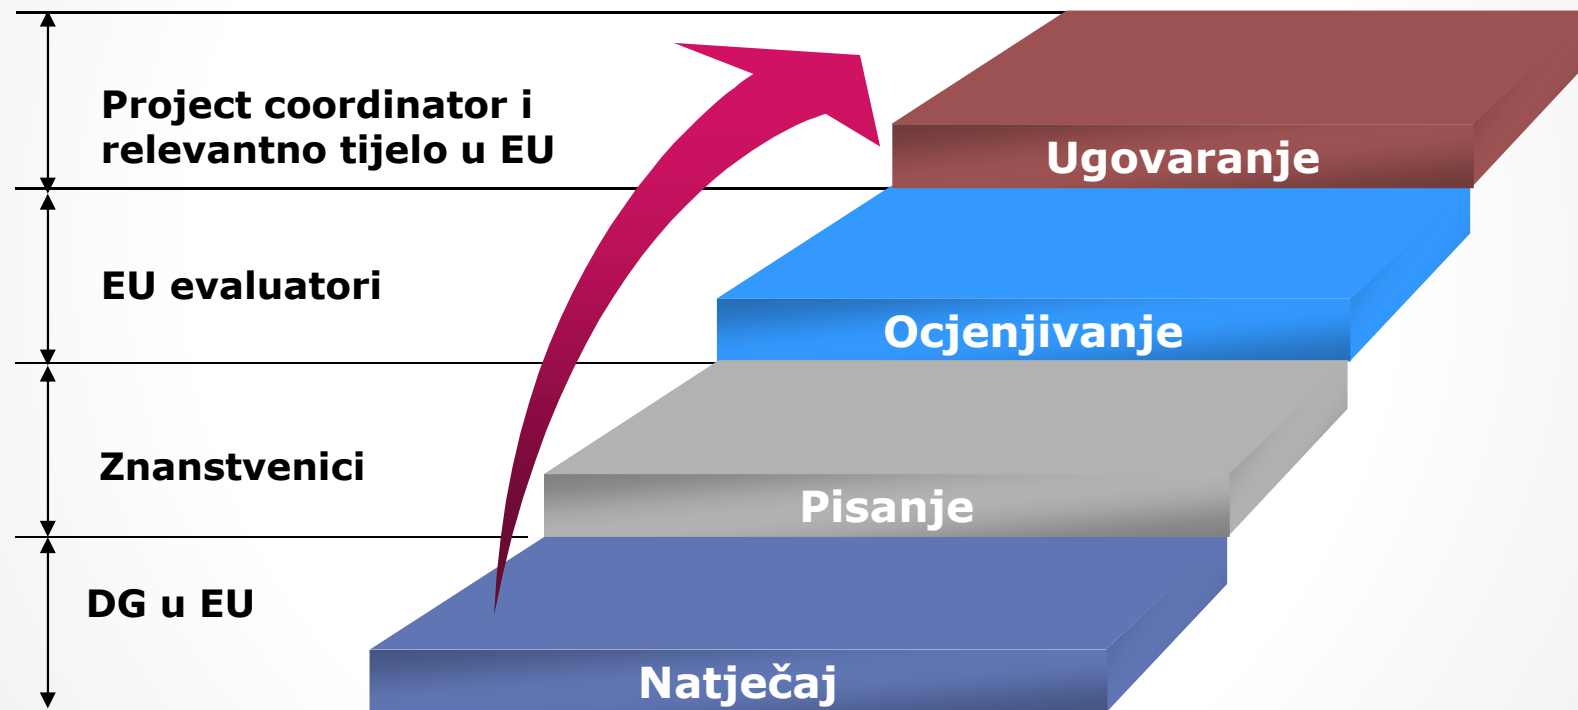 Project coordinator i
relevantno tijelo u EU
Ugovaranje
EU evaluatori
Ocjenjivanje
Znanstvenici
Pisanje
DG u EU
Natječaj